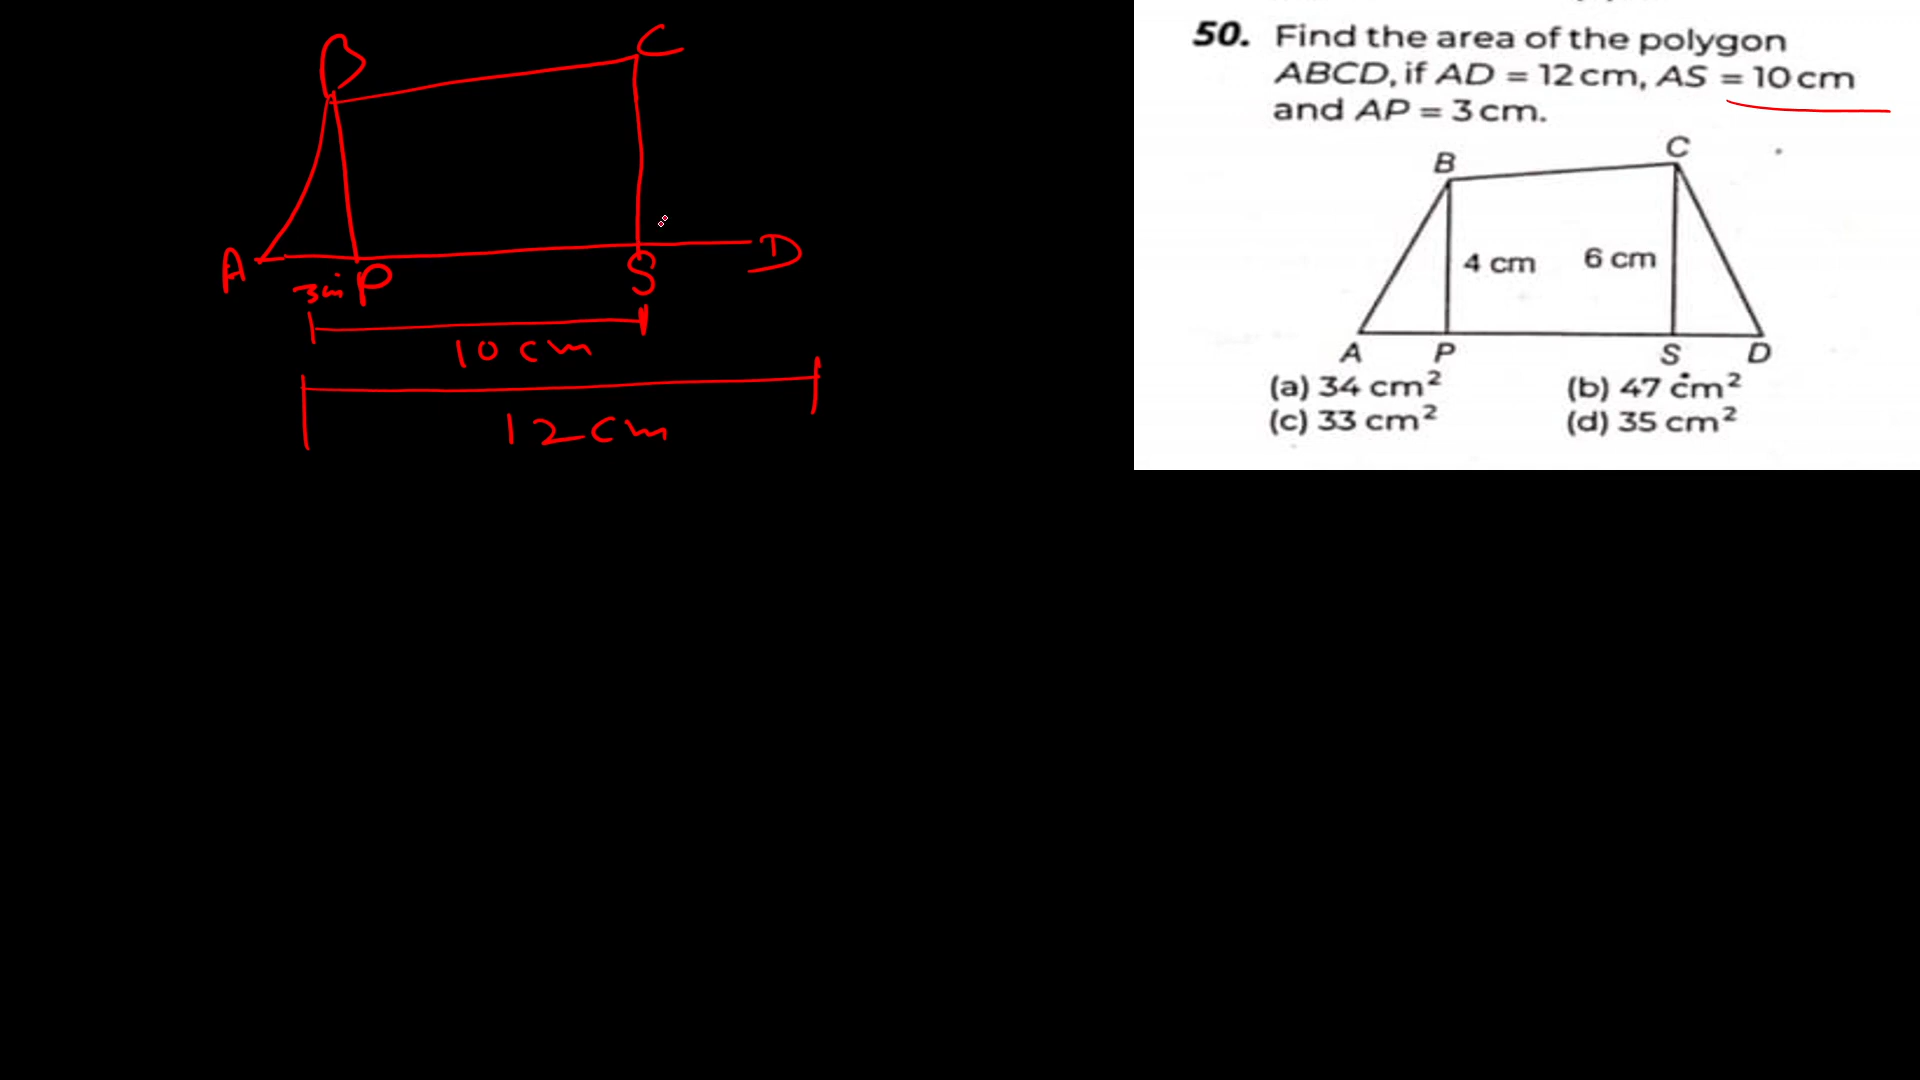 B
C
A
3cm P
S
D
10 cm
12 cm
50. Find the area of the polygon
ABCD, if AD = 12 cm, AS = 10 cm
and AP = 3 cm.
B
C
4 cm
6 cm
A
P
S
D
(a) 34 cm²
(b) 47 cm²
(c) 33 cm²
(d) 35 cm²